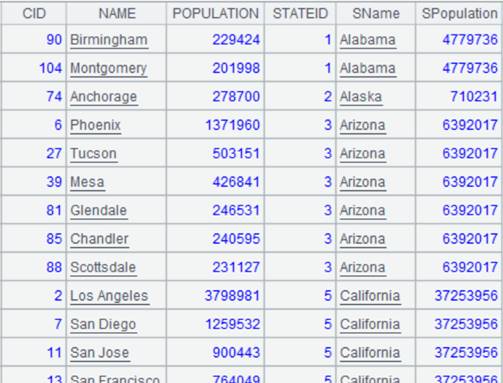 CID NAME POPULATION STATEID SName SPopulation
90 Birmingham 229424 1 Alabama 4779736
104 Montgomery 201998 1 Alabama 4779736
74 Anchorage 278700 2 Alaska 710231
6 Phoenix 1371960 3 Arizona 6392017
27 Tucson 503151 3 Arizona 6392017
39 Mesa 426841 3 Arizona 6392017
81 Glendale 246531 3 Arizona 6392017
85 Chandler 240595 3 Arizona 6392017
88 Scottsdale 231127 3 Arizona 6392017
2 Los Angeles 3798981 5 California 37253956
7 San Diego 1259532 5 California 37253956
11 San Jose 900443 5 California 37253956
13 San Francisco 764049 5 California 37253956